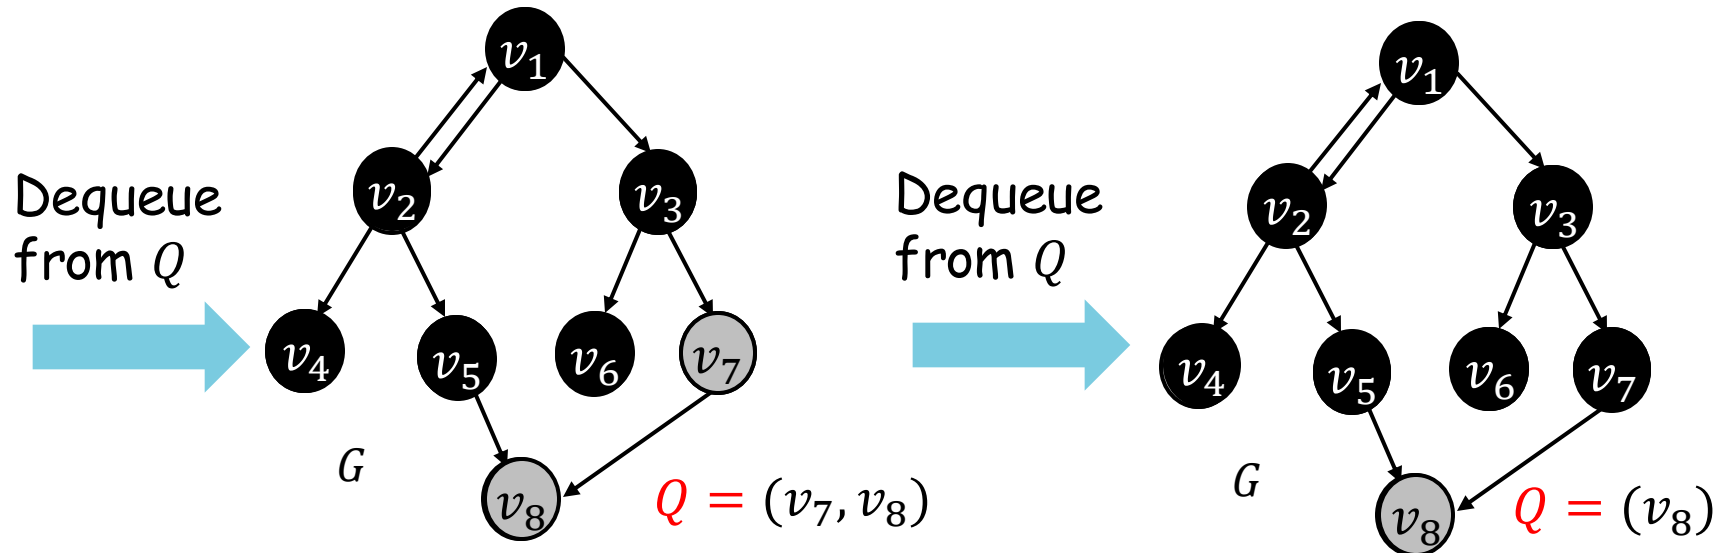 Dequeue
from Q
v₁
v₂
v₃
v₄
v₅
v₆
v₇
v₈
G
Q = (v₇, v₈)
Dequeue
from Q
v₁
v₂
v₃
v₄
v₅
v₆
v₇
v₈
G
Q = (v₈)